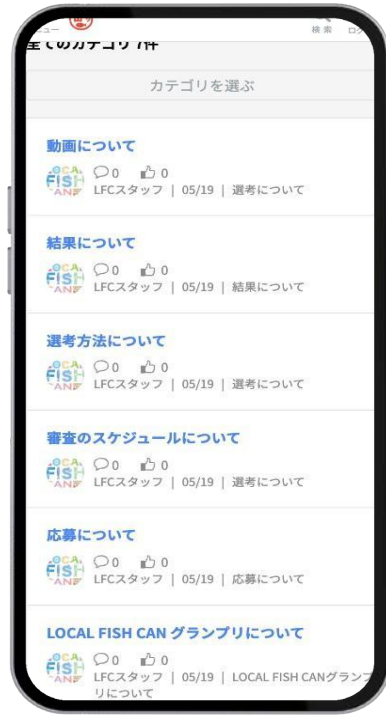 検索
全てのカテゴリ 7件
カテゴリを選ぶ
動画について
0 0
LFCスタッフ | 05/19 | 選考について
結果について
0 0
LFCスタッフ | 05/19 | 結果について
選考方法について
0 0
LFCスタッフ | 05/19 | 選考について
審査のスケジュールについて
0 0
LFCスタッフ | 05/19 | 選考について
応募について
0 0
LFCスタッフ | 05/19 | 応募について
LOCAL FISH CAN グランプリについて
0 0
LFCスタッフ | 05/19 | LOCAL FISH CANグランプ
リについて